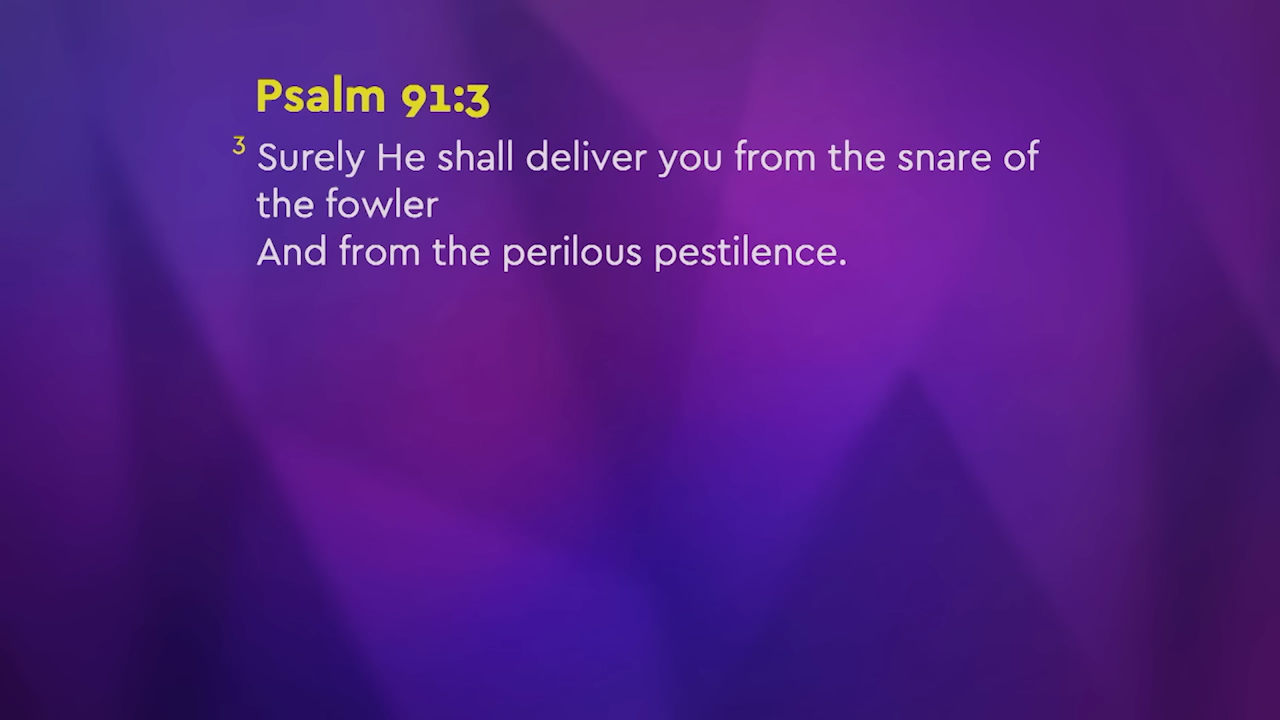 Psalm 91:3
3 Surely He shall deliver you from the snare of
the fowler
And from the perilous pestilence.